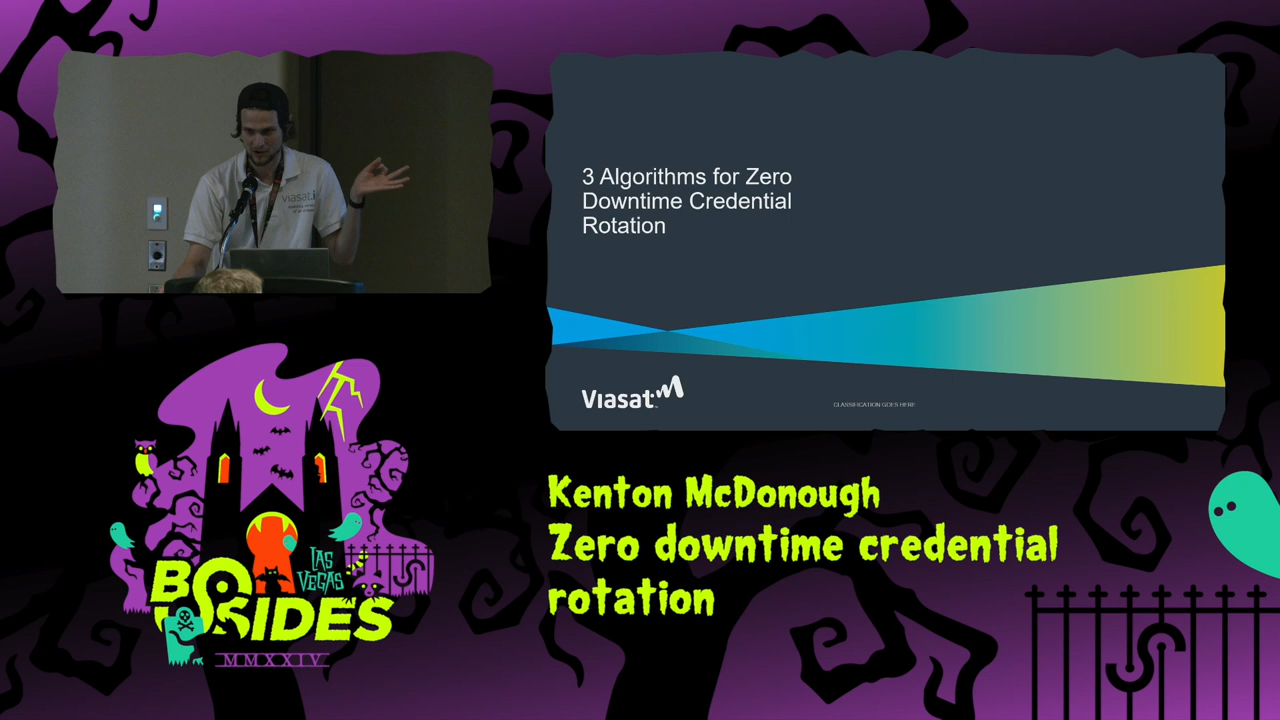 viasat
3 Algorithms for Zero
Downtime Credential
Rotation
Viasat
CLASSIFICATION GOES HERE
Kenton McDonough
Zero downtime credential
rotation
LAS
VEGAS
BSIDES
MMXXIV